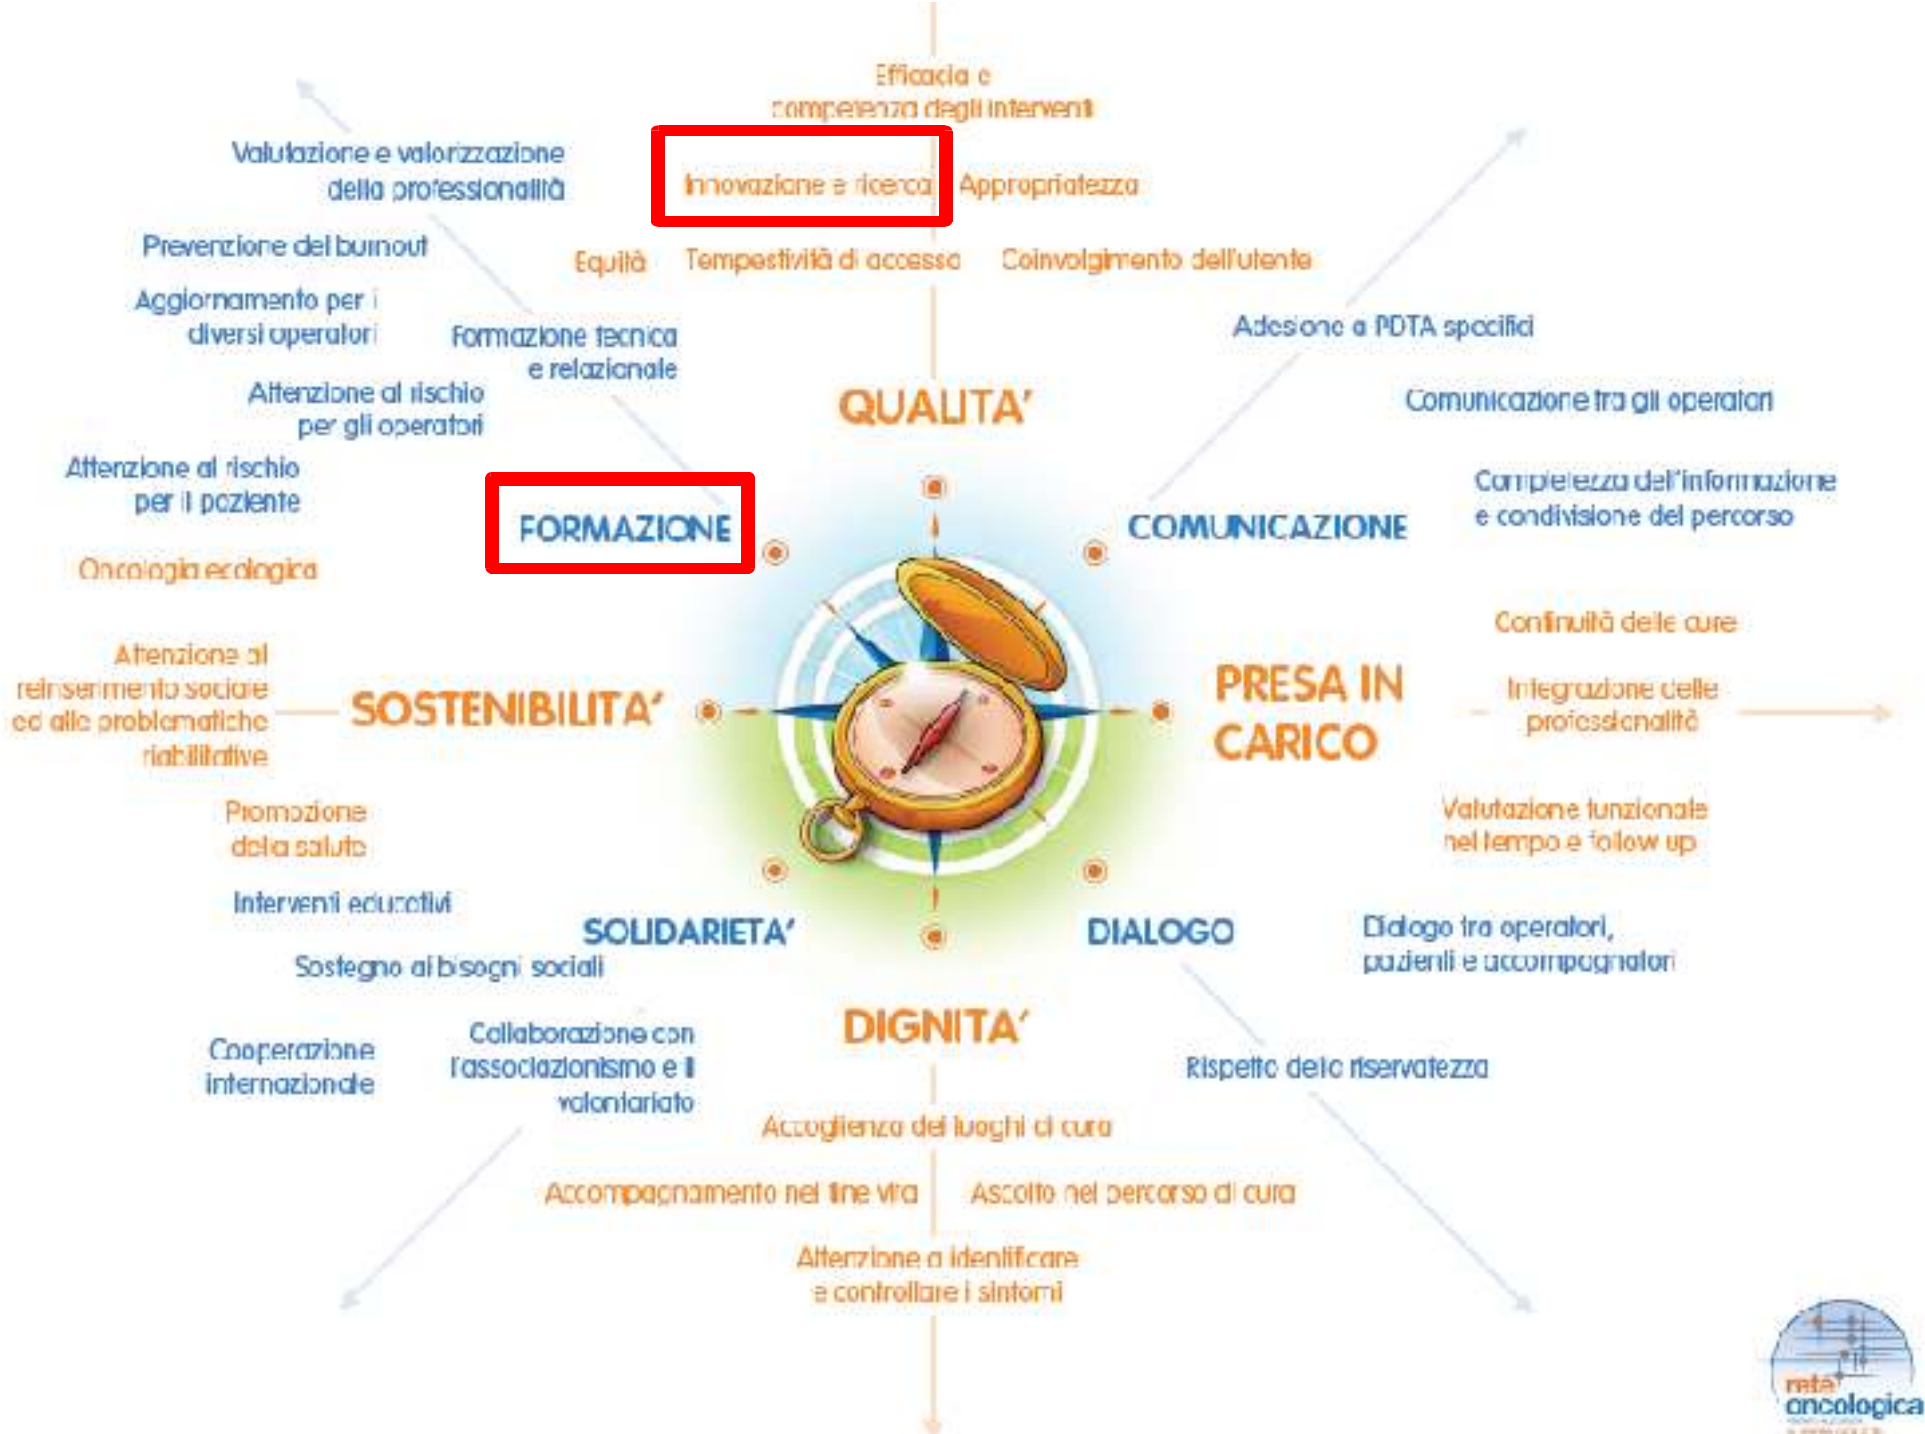 Efficacia e
competenza degli interventi
Innovazione e ricerca
Appropriatezza
Equità
Tempestività di accesso
Coinvolgimento dell'utente
QUALITA'
Valutazione e valorizzazione
della professionalità
Prevenzione del burnout
Aggiornamento per i
diversi operatori
Formazione tecnica
e relazionale
Attenzione al rischio
per gli operatori
Attenzione al rischio
per il paziente
FORMAZIONE
Adesione a PDTA specifici
Comunicazione tra gli operatori
Completezza dell'informazione
e condivisione del percorso
COMUNICAZIONE
Oncologia ecologica
Attenzione al
reinserimento sociale
ed alle problematiche
riabilitative
SOSTENIBILITA'
Promozione
della salute
PRESA IN
CARICO
Continuità delle cure
Integrazione delle
professionalità
Valutazione funzionale
nel tempo e follow up
Interventi educativi
SOLIDARIETA'
Sostegno ai bisogni sociali
Cooperazione
internazionale
Collaborazione con
l'associazionismo e il
volontariato
DIALOGO
Dialogo tra operatori,
pazienti e accompagnatori
Rispetto della riservatezza
DIGNITA'
Accoglienza dei luoghi di cura
Accompagnamento nel fine vita
Ascolto nel percorso di cura
Attenzione a identificare
e controllare i sintomi
rete
oncologica